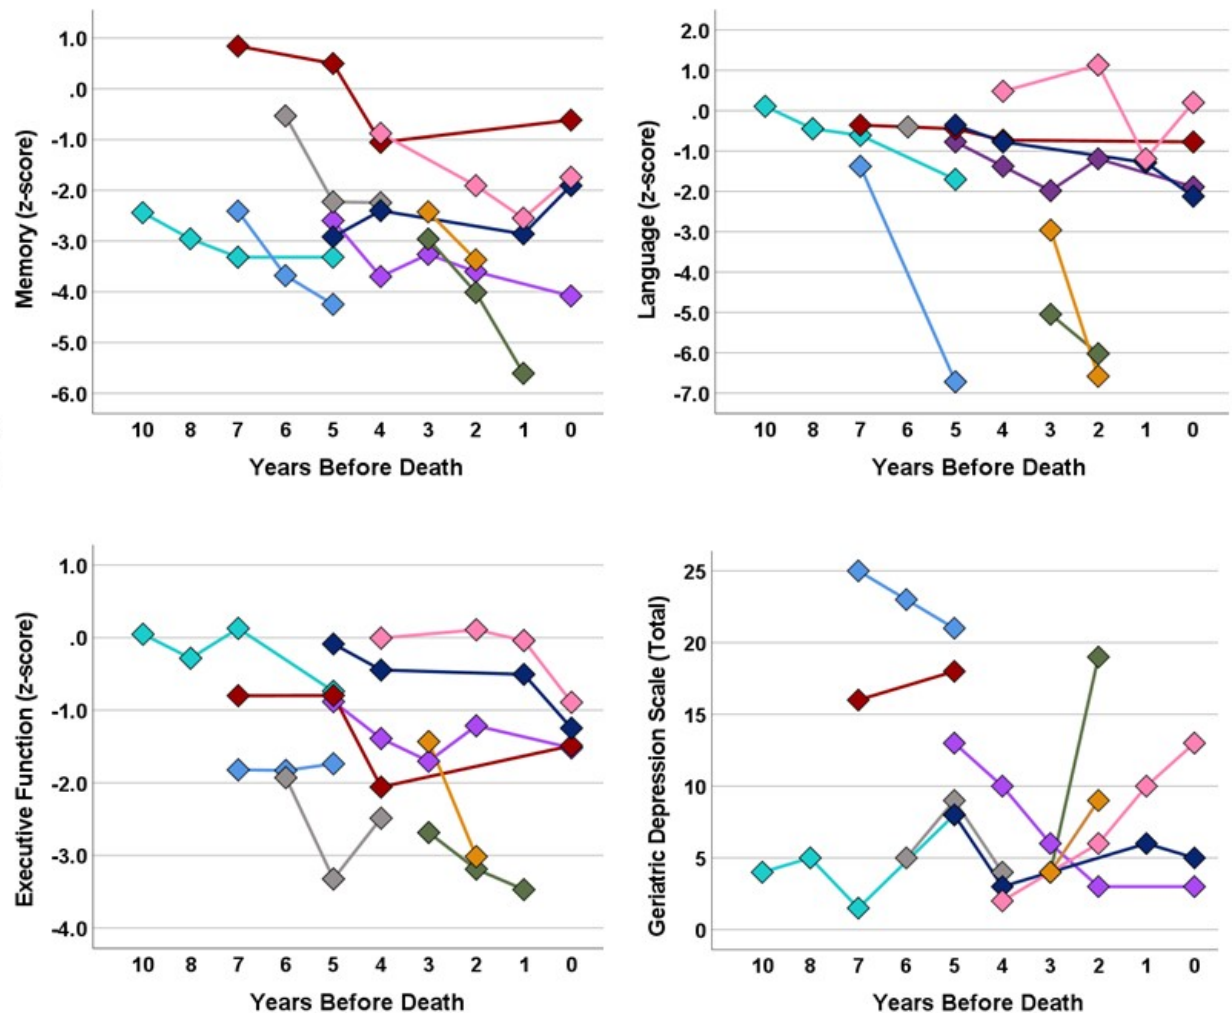 Memory (z-score)
1.0
.0
-1.0
-2.0
-3.0
-4.0
-5.0
-6.0
10 8 7 6 5 4 3 2 1 0
Years Before Death
Language (z-score)
2.0
1.0
.0
-1.0
-2.0
-3.0
-4.0
-5.0
-6.0
-7.0
10 8 7 6 5 4 3 2 1 0
Years Before Death
Executive Function (z-score)
1.0
.0
-1.0
-2.0
-3.0
-4.0
10 8 7 6 5 4 3 2 1 0
Years Before Death
Geriatric Depression Scale (Total)
25
20
15
10
5
0
10 8 7 6 5 4 3 2 1 0
Years Before Death